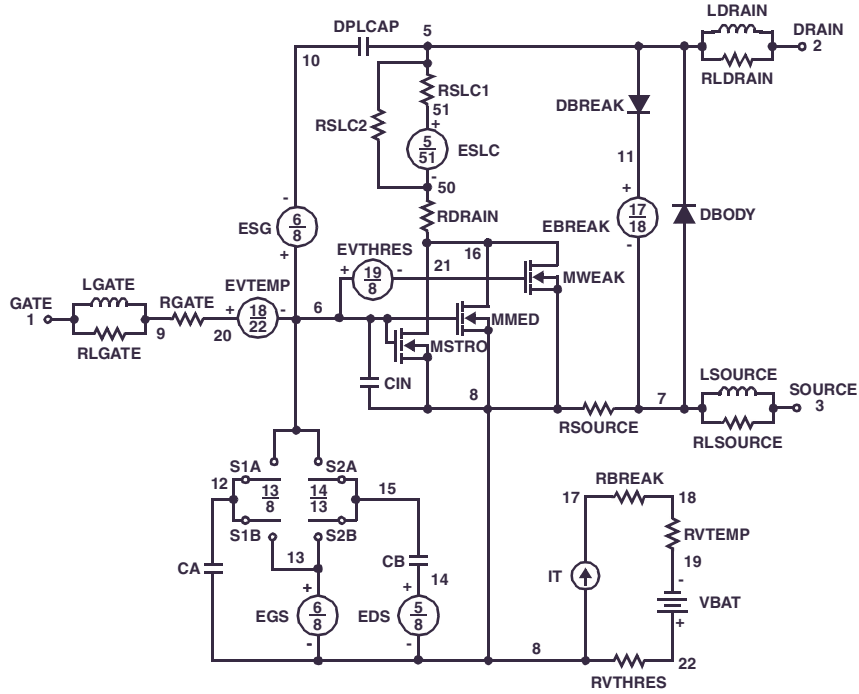 LDRAIN
DPLCAP 5 DRAIN
10 2
RLDRAIN
RSLC1
51
DBREAK
RSLC2
+
5
51
ESLC
-
50
11
-
+
ESG
6
8
+
RDRAIN
EBREAK
17
18
-
DBODY
EVTHRES
16
+
19
8
-
21
MWEAK
LGATE
EVTEMP
GATE
1
RGATE
+
18
22
-
6
MMED
9
20
RLGATE
MSTRO
CIN
LSOURCE
8
7
SOURCE
3
RSOURCE
RLSOURCE
S1A
S2A
12
13
8
14
13
15
S1B
S2B
RBREAK
17
18
13
RVTEMP
CA
CB
14
IT
19
-
VBAT
+
+
EGS
6
8
-
+
EDS
5
8
-
8
22
RVTHRES